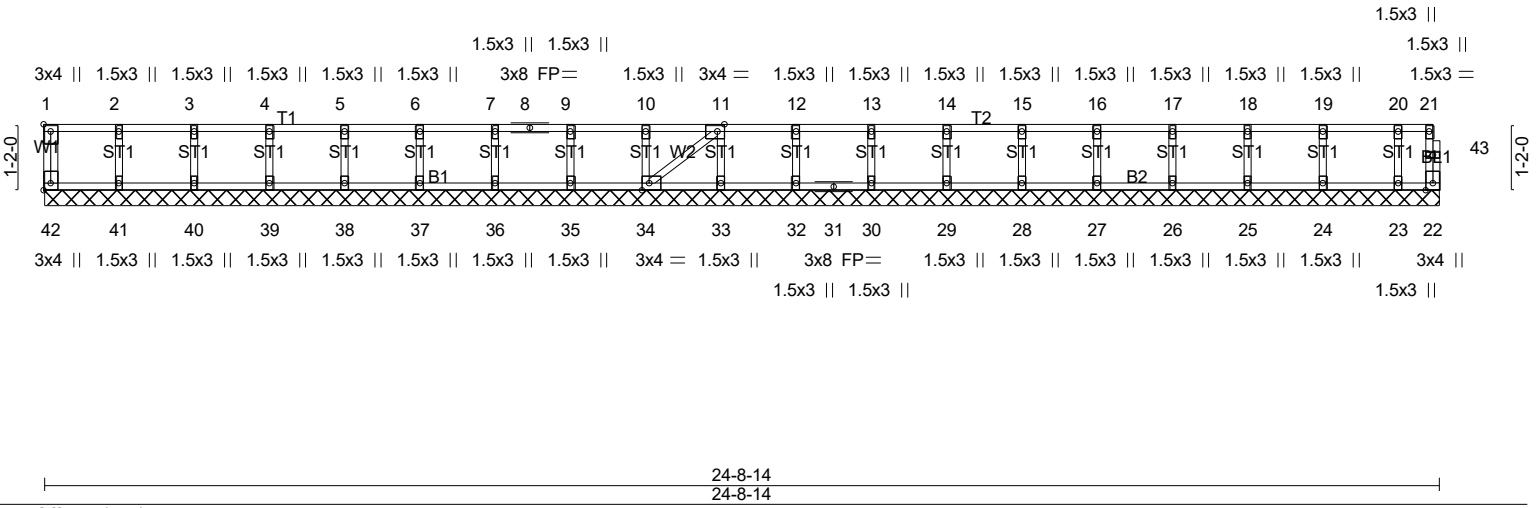 1.5x3 ||
1.5x3 || 1.5x3 || 1.5x3 ||
3x4 || 1.5x3 || 1.5x3 || 1.5x3 || 1.5x3 || 1.5x3 || 3x8 FP= 1.5x3 || 3x4 = 1.5x3 || 1.5x3 || 1.5x3 || 1.5x3 || 1.5x3 || 1.5x3 || 1.5x3 || 1.5x3 || 1.5x3 =
1 2 3 4 5 6 7 8 9 10 11 12 13 14 15 16 17 18 19 20 21
T1 T2
1-2-0 W1 ST1 ST1 ST1 ST1 ST1 ST1 ST1 ST1 W2 ST1 ST1 ST1 ST1 ST1 ST1 ST1 ST1 ST1 ST1 43 1-2-0
B1 B2
42 41 40 39 38 37 36 35 34 33 32 31 30 29 28 27 26 25 24 23 22
3x4 || 1.5x3 || 1.5x3 || 1.5x3 || 1.5x3 || 1.5x3 || 1.5x3 || 1.5x3 || 3x4 = 1.5x3 || 3x8 FP= 1.5x3 || 1.5x3 || 1.5x3 || 1.5x3 || 1.5x3 || 1.5x3 || 3x4 ||
1.5x3 || 1.5x3 || 1.5x3 ||
24-8-14
24-8-14